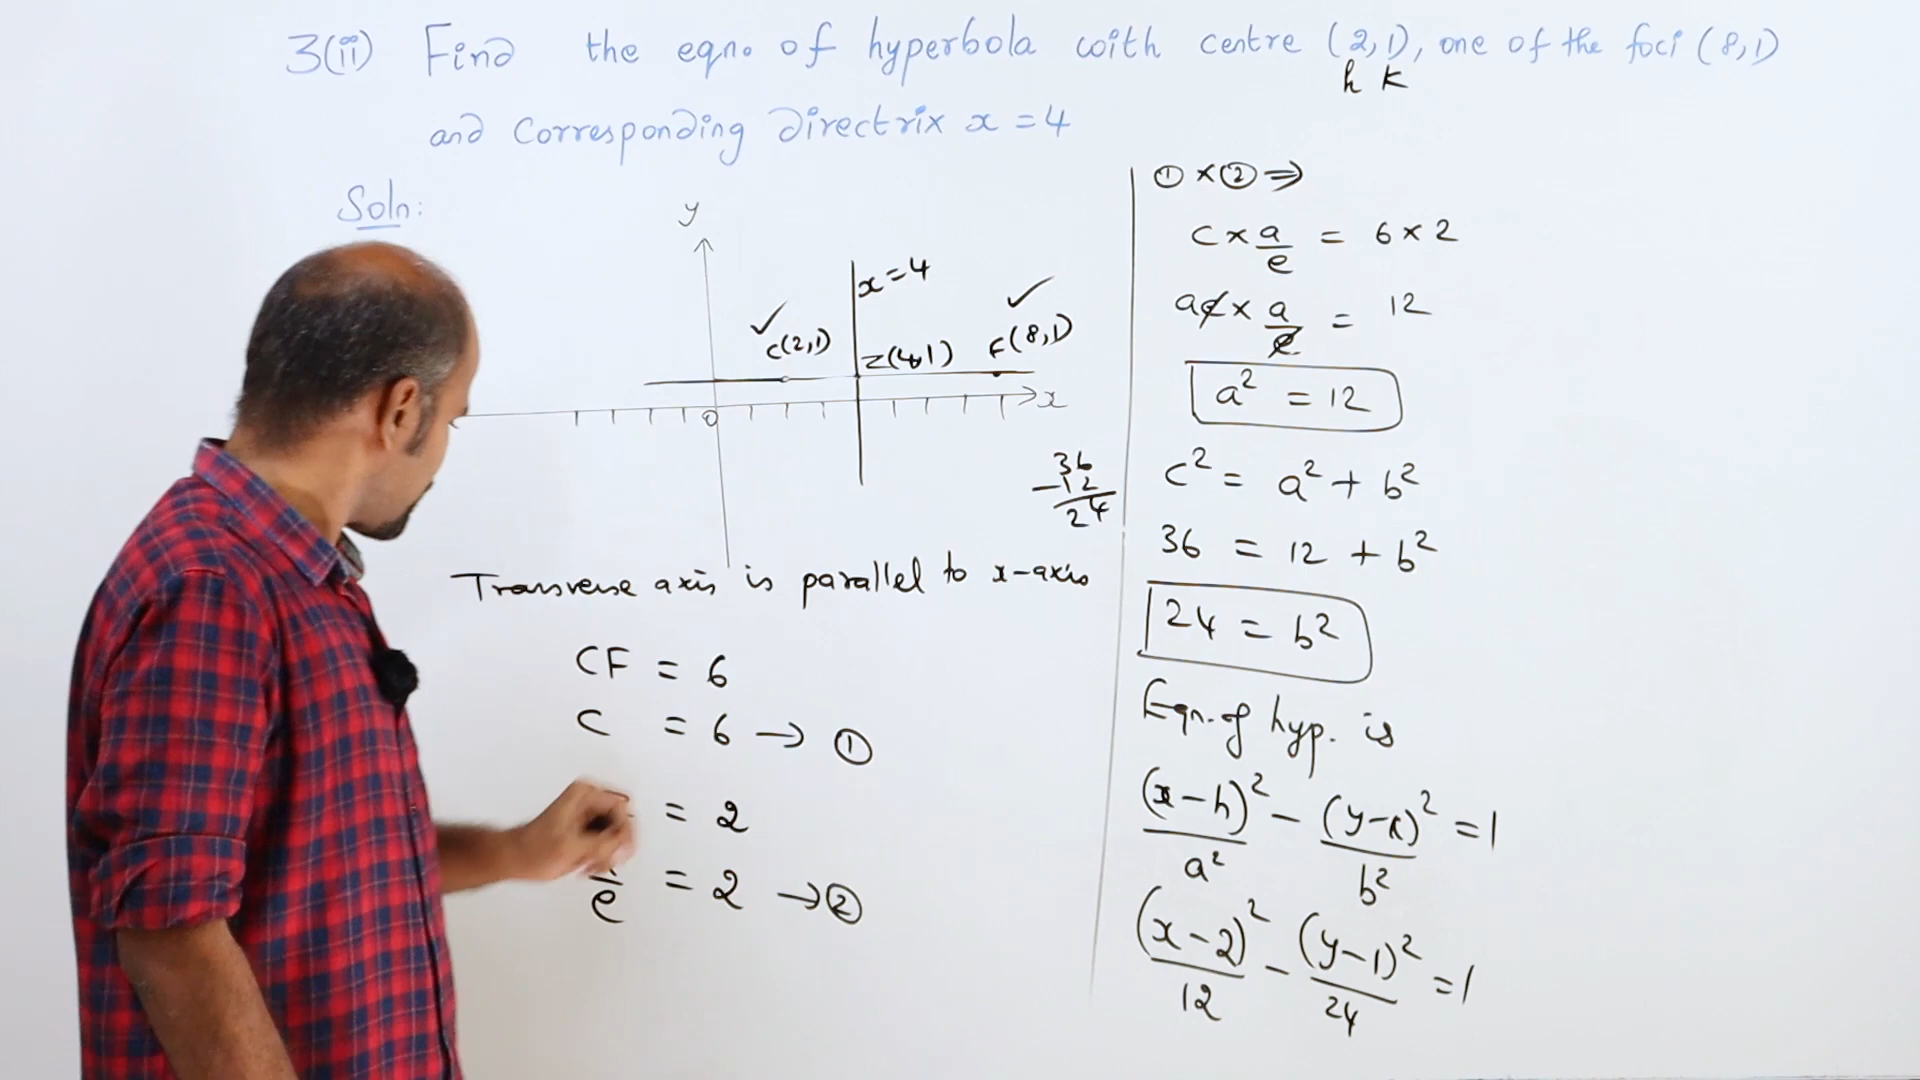 3(ii) Find the eqn. of hyperbola with centre (2,1), one of the foci (8,1)
h k
and corresponding directrix x = 4
Soln:
y
x=4
C(2,1)
Z(4,1)
F(8,1)
0
x
Transverse axis is parallel to x-axis
CF = 6
C = 6 → ①
= 2
e = 2 → ②
36
-12
24
① × ② ⇒
C × a/e = 6 × 2
ae × a/e = 12
a² = 12
c² = a² + b²
36 = 12 + b²
24 = b²
Eqn. of hyp. is
(x-h)²/a² - (y-k)²/b² = 1
(x-2)²/12 - (y-1)²/24 = 1